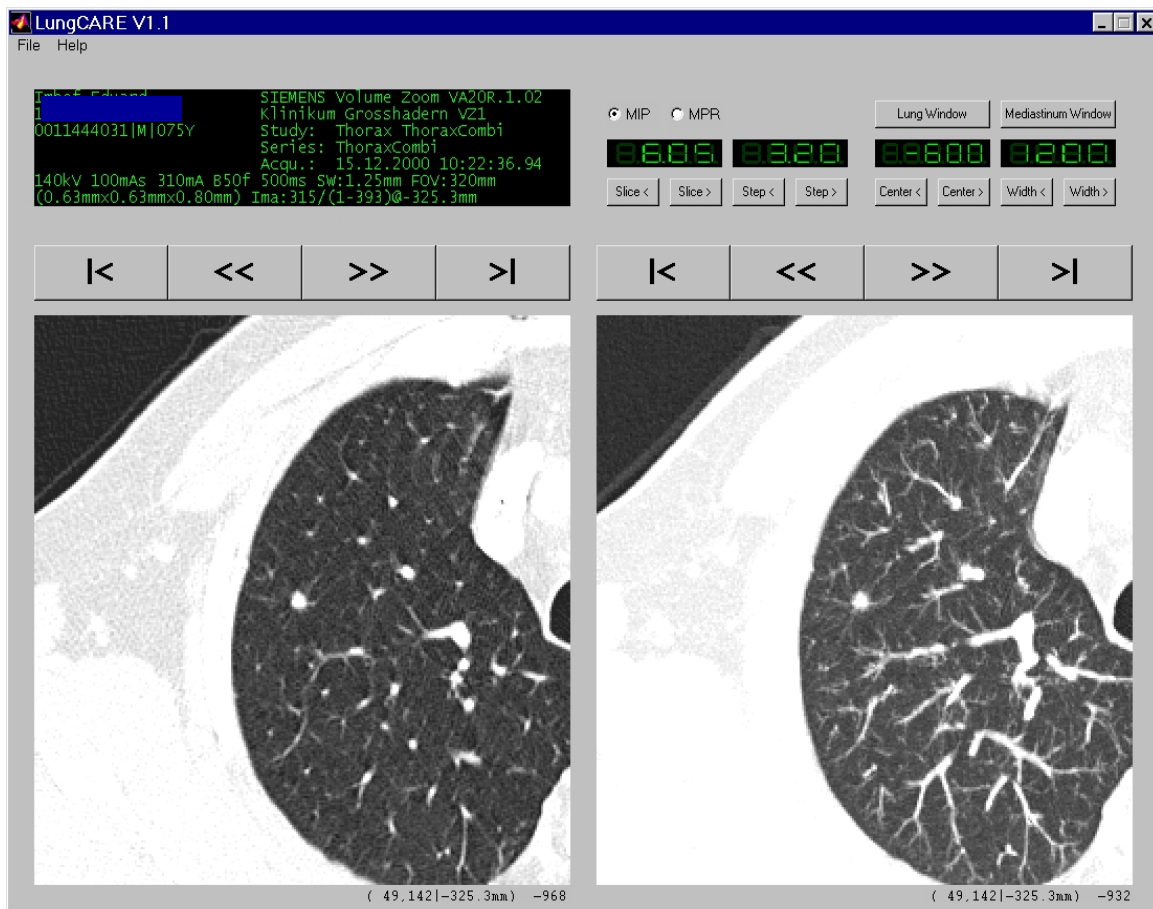 LungCARE V1.1
File Help
SIEMENS Volume Zoom VA20R.1.02
Klinikum Grosshadern VZ1
0011444031|M|075Y Study: Thorax ThoraxCombi
Series: ThoraxCombi
Acqu.: 15.12.2000 10:22:36.94
140kV 100mAs 310mA B50f 500ms SW:1.25mm FOV:320mm
(0.63mmx0.63mmx0.80mm) Ima:315/(1-393)@-325.3mm
MIP MPR Lung Window Mediastinum Window
6.05 3.20 -600 1200
Slice < Slice > Step < Step > Center < Center > Width < Width >
|< << >> >| |< << >> >|
( 49,142|-325.3mm) -968 ( 49,142|-325.3mm) -932